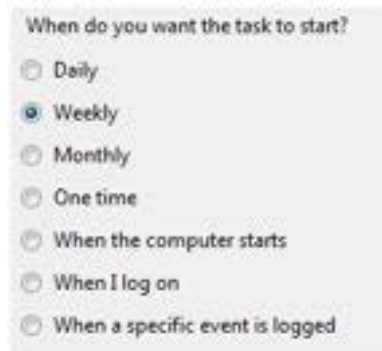 When do you want the task to start?
Daily
Weekly
Monthly
One time
When the computer starts
When I log on
When a specific event is logged